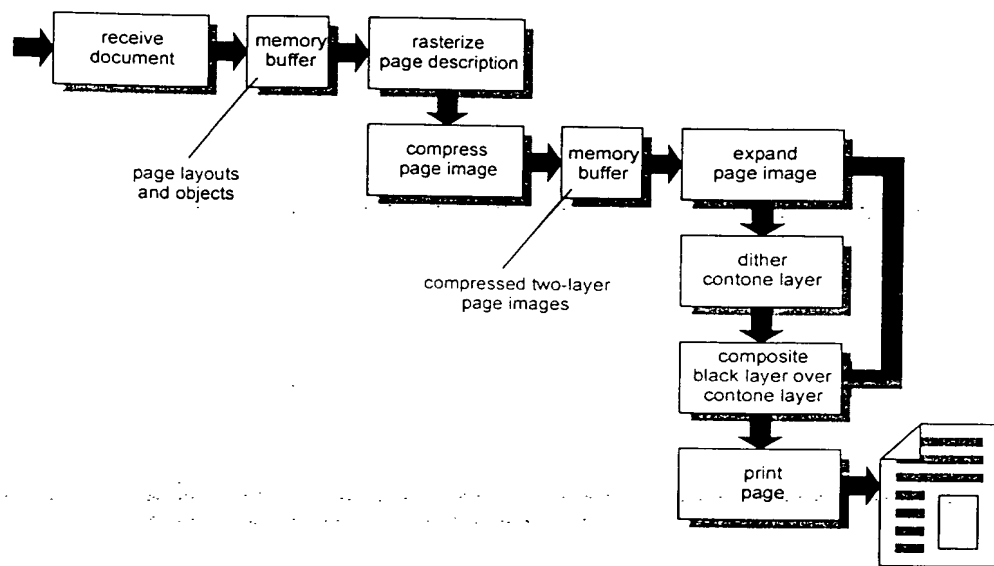 receive
document
memory
buffer
rasterize
page description
page layouts
and objects
compress
page image
memory
buffer
expand
page image
compressed two-layer
page images
dither
contone layer
composite
black layer over
contone layer
print
page